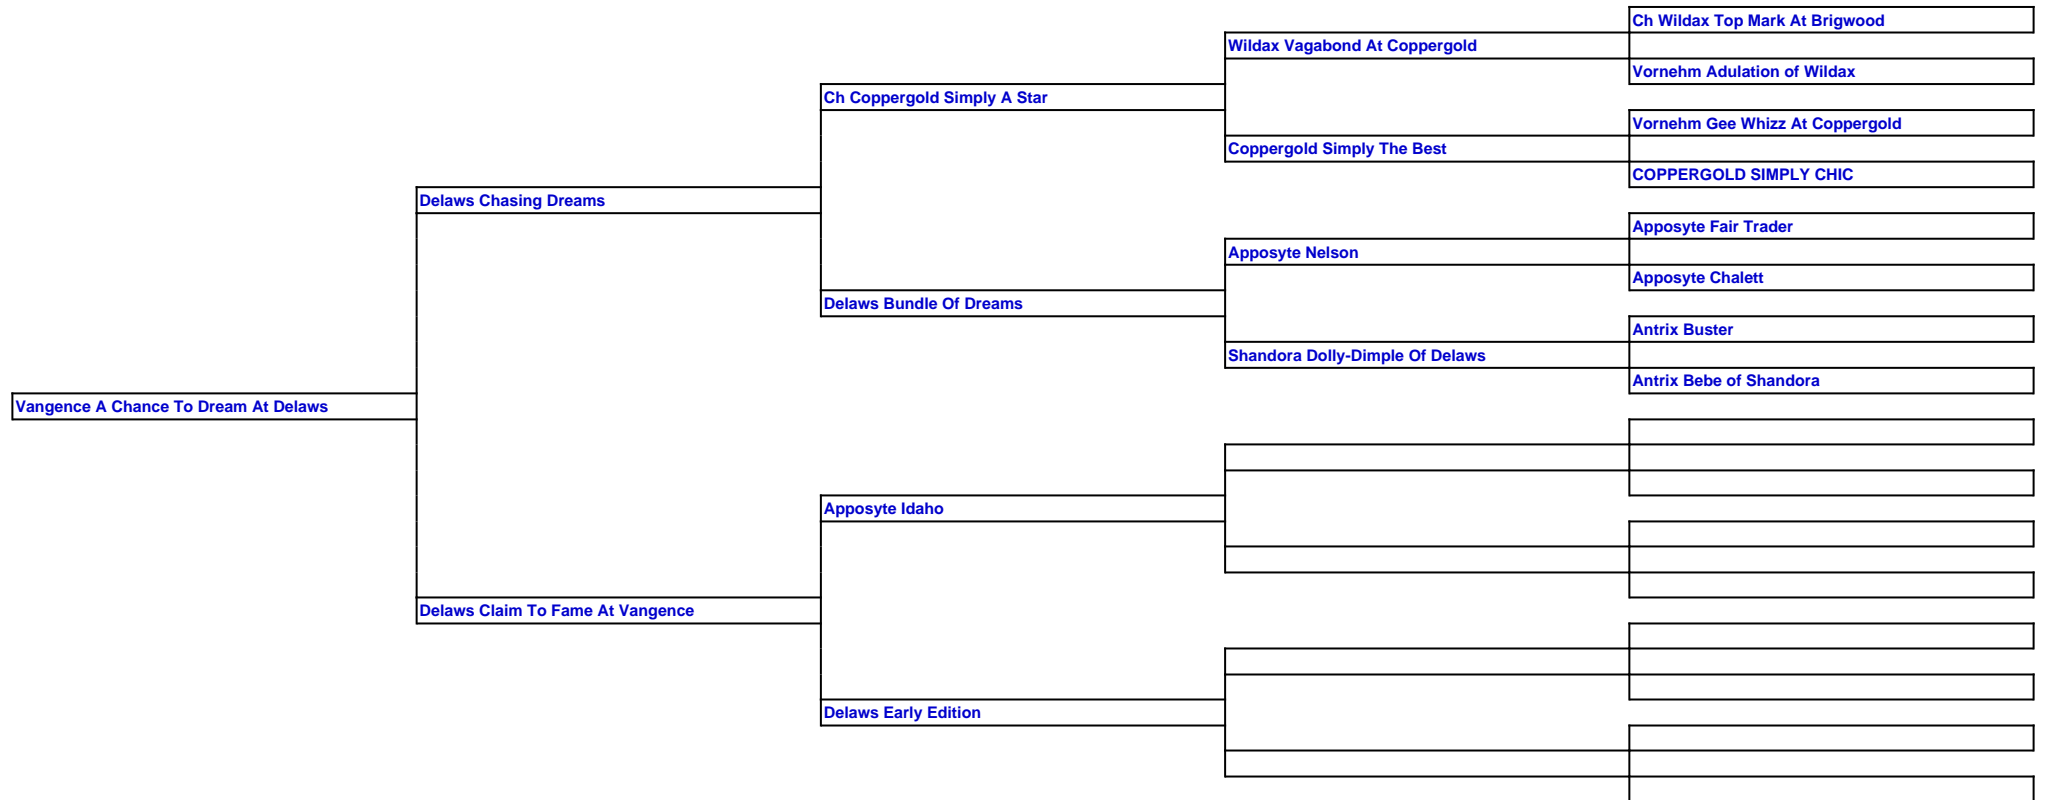 Ch Wildax Top Mark At Brigwood
Wildax Vagabond At Coppergold
Vornehm Adulation of Wildax
Ch Coppergold Simply A Star
Vornehm Gee Whizz At Coppergold
Coppergold Simply The Best
COPPERGOLD SIMPLY CHIC
Delaws Chasing Dreams
Apposyte Fair Trader
Apposyte Nelson
Apposyte Chalett
Delaws Bundle Of Dreams
Antrix Buster
Shandora Dolly-Dimple Of Delaws
Antrix Bebe of Shandora
Vangence A Chance To Dream At Delaws
Apposyte Idaho
Delaws Claim To Fame At Vangence
Delaws Early Edition